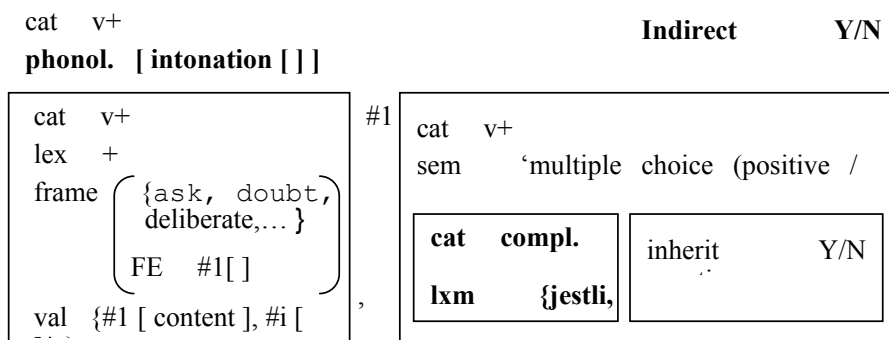 cat v+
Indirect Y/N
phonol. [ intonation [ ] ]
cat v+
lex +
frame {ask, doubt,
deliberate,… }
FE #1[ ]
,
val {#1 [ content ], #i [
#1
cat v+
sem ‘multiple choice (positive /
cat compl.
lxm {jestli,
inherit Y/N